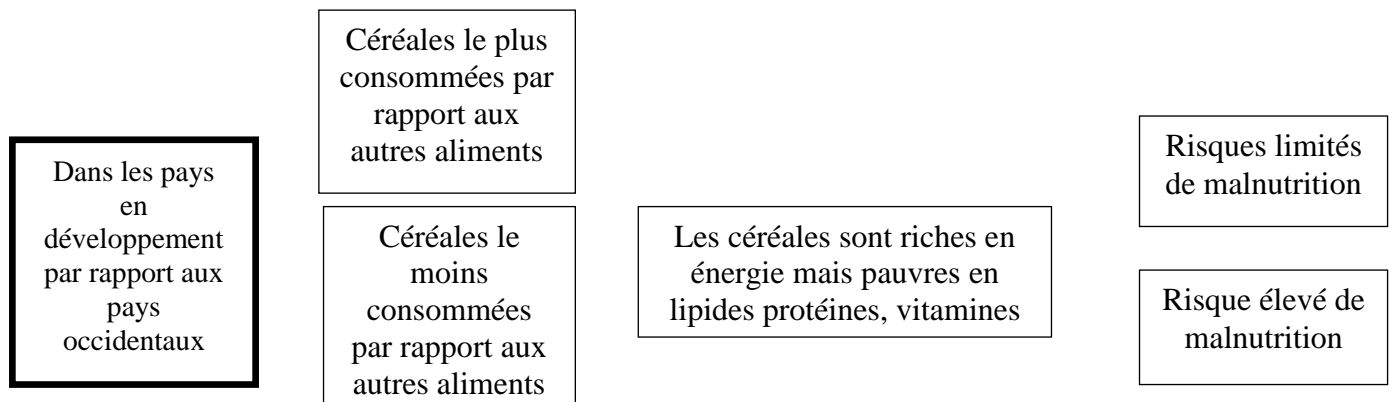 Dans les pays
en
développement
par rapport aux
pays
occidentaux
Céréales le plus
consommées par
rapport aux
autres aliments
Céréales le
moins
consommées
par rapport aux
autres aliments
Les céréales sont riches en
énergie mais pauvres en
lipides protéines, vitamines
Risques limités
de malnutrition
Risque élevé de
malnutrition